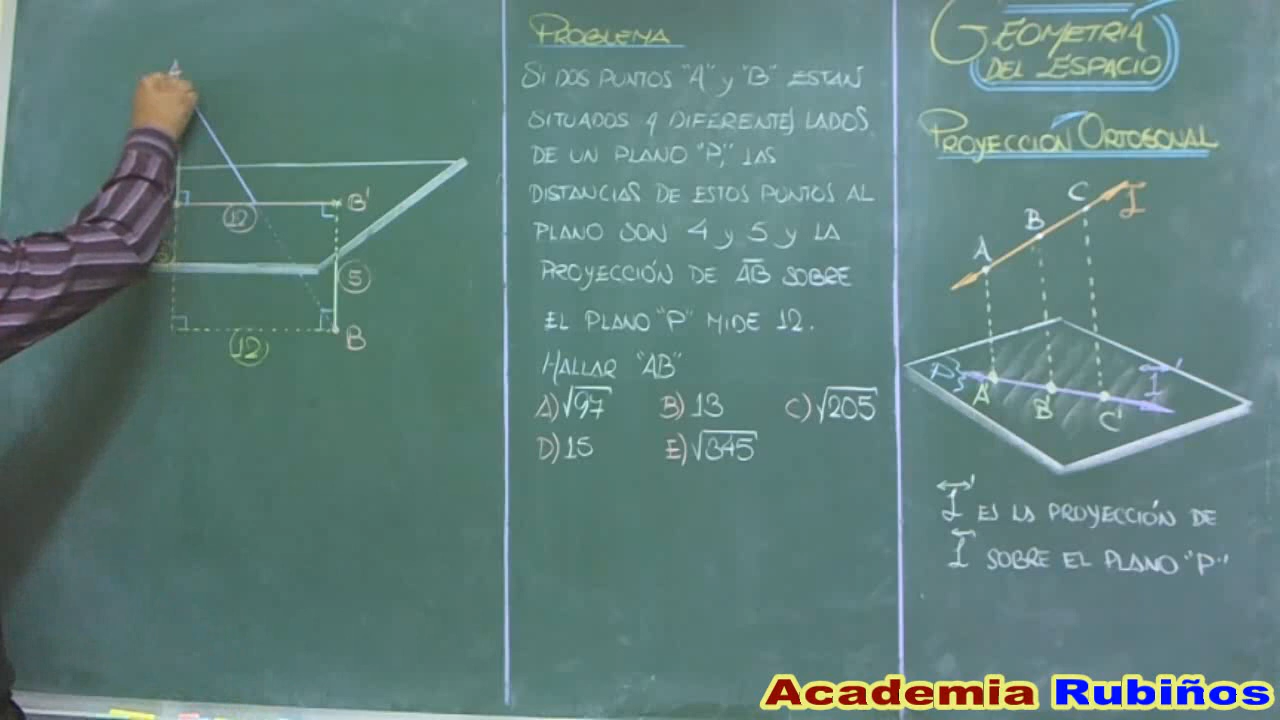 A
12
B'
5
5
12
B
PROBLEMA
SI DOS PUNTOS "A" y "B" ESTAN
SITUADOS A DIFERENTES LADOS
DE UN PLANO "P", LAS
DISTANCIAS DE ESTOS PUNTOS AL
PLANO SON 4 y 5 y LA
PROYECCIÓN DE AB SOBRE
EL PLANO "P" MIDE 12.
HALLAR "AB"
A) √97 B) 13 C) √205
D) 15 E) √345
GEOMETRIA
DEL ESPACIO
PROYECCION ORTOGONAL
C L
B
A
P L'
A' B' C'
L' ES LA PROYECCIÓN DE
L SOBRE EL PLANO "P"
Academia Rubiños